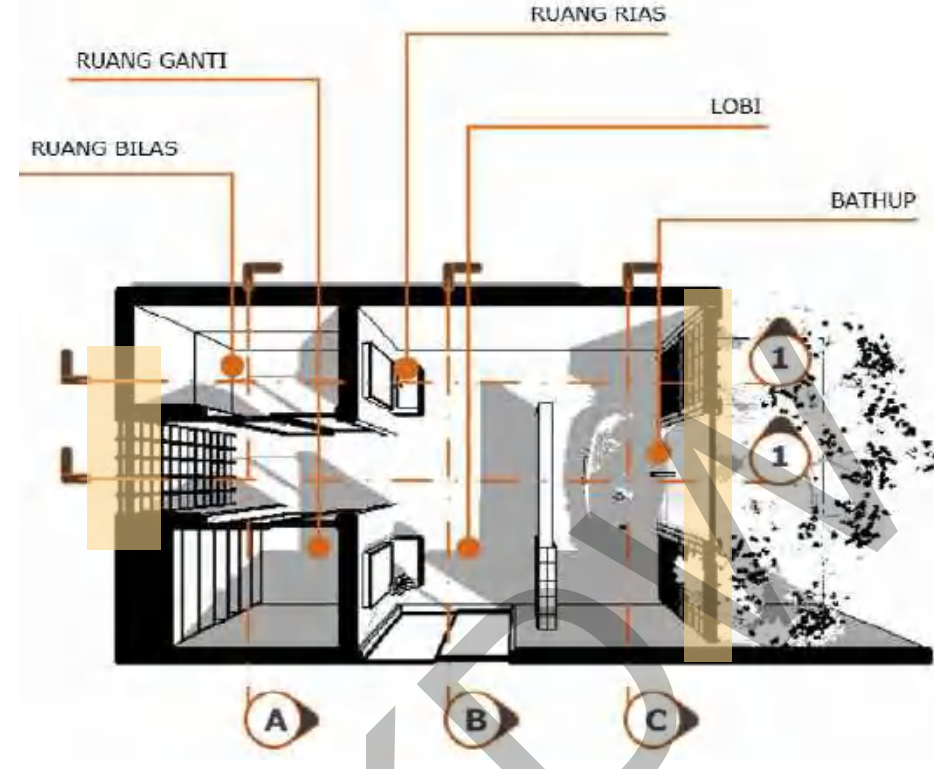 RUANG RIAS
RUANG GANTI
LOBI
RUANG BILAS
BATHUP
1
1
A
B
C